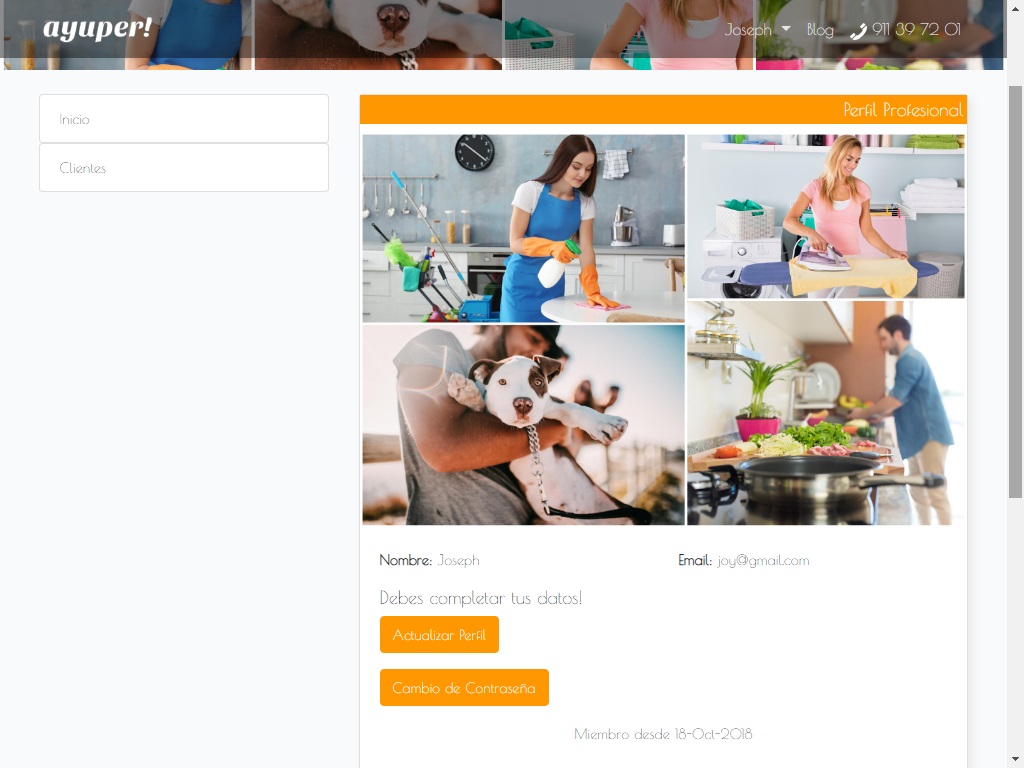 ayuper!
Joseph Blog 911 39 72 01
Inicio
Clientes
Perfil Profesional
Nombre: Joseph Email: joy@gmail.com
Debes completar tus datos!
Actualizar Perfil
Cambio de Contraseña
Miembro desde 18-Oct-2018